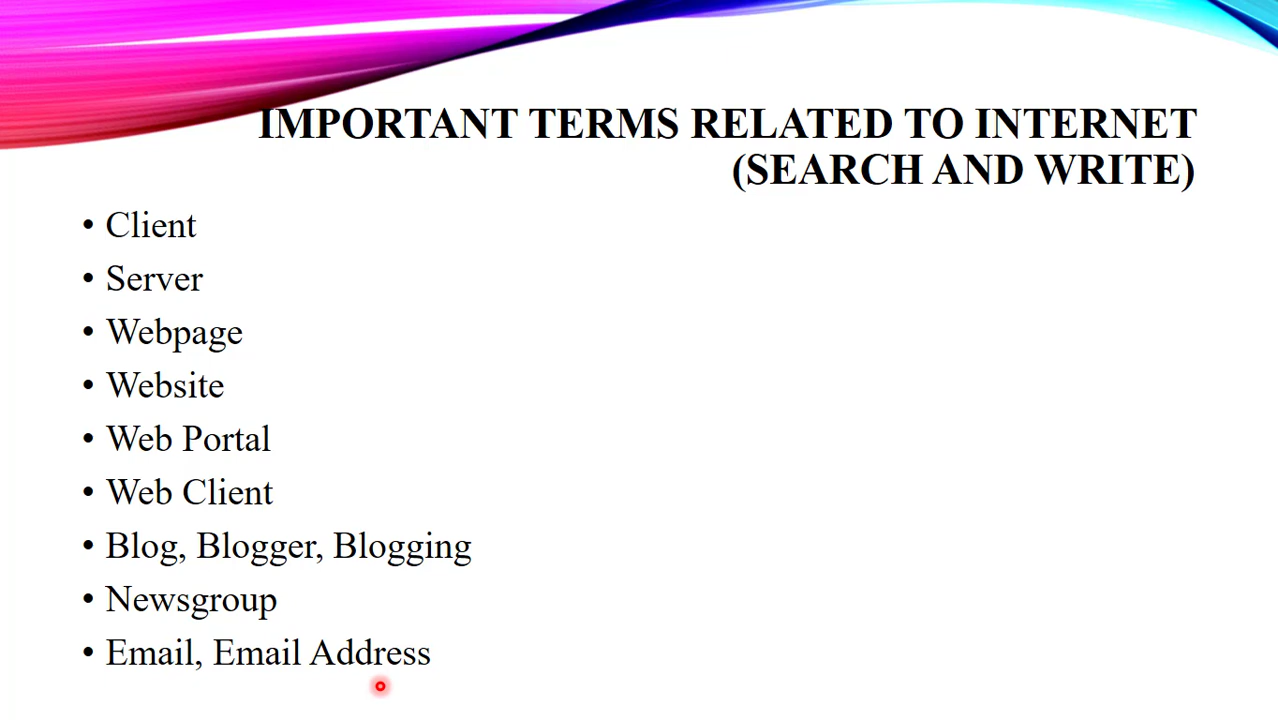 IMPORTANT TERMS RELATED TO INTERNET
(SEARCH AND WRITE)
• Client
• Server
• Webpage
• Website
• Web Portal
• Web Client
• Blog, Blogger, Blogging
• Newsgroup
• Email, Email Address